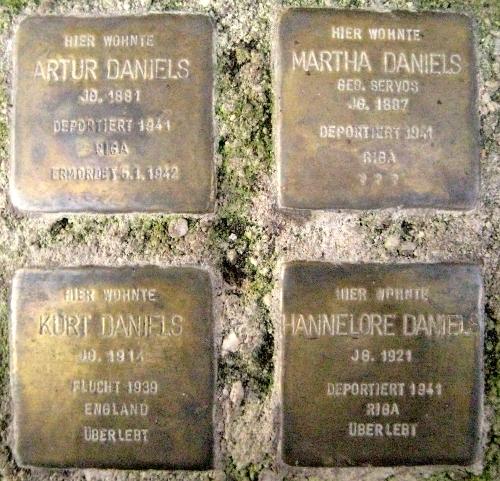 HIER WOHNTE
ARTUR DANIELS
JG. 1881
DEPORTIERT 1941
RIGA
ERMORDET 5.1.1942
HIER WOHNTE
MARTHA DANIELS
GEB. SERVOS
JG. 1887
DEPORTIERT 1941
RIGA
? ? ?
HIER WOHNTE
KURT DANIELS
JG. 1914
FLUCHT 1939
ENGLAND
ÜBERLEBT
HIER WOHNTE
HANNELORE DANIELS
JG. 1921
DEPORTIERT 1941
RIGA
ÜBERLEBT